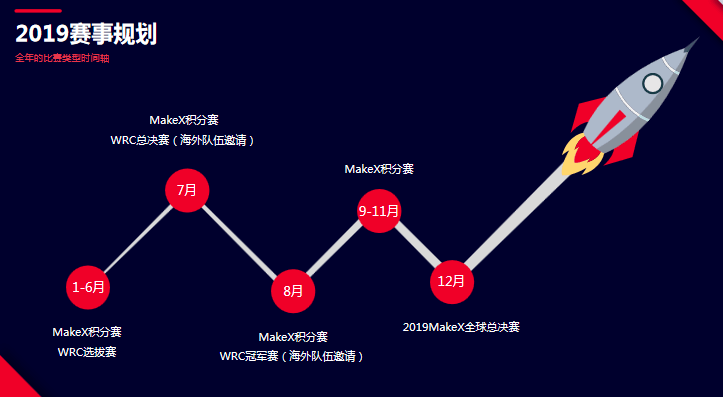 2019赛事规划
全年的比赛类型时间轴
MakeX积分赛
WRC总决赛（海外队伍邀请）
7月
MakeX积分赛
9-11月
1-6月
MakeX积分赛
WRC选拔赛
8月
MakeX积分赛
WRC冠军赛（海外队伍邀请）
12月
2019MakeX全球总决赛